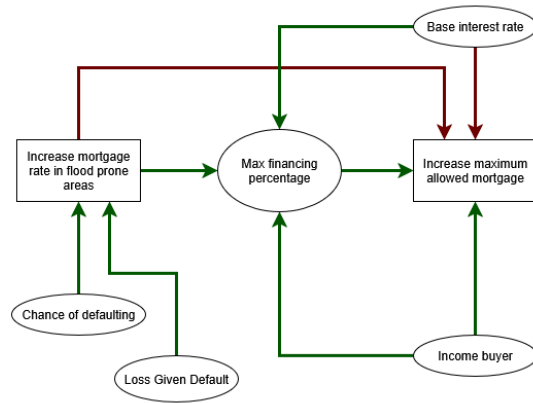 Base interest rate
Increase mortgage
rate in flood prone
areas
Max financing
percentage
Increase maximum
allowed mortgage
Chance of defaulting
Loss Given Default
Income buyer